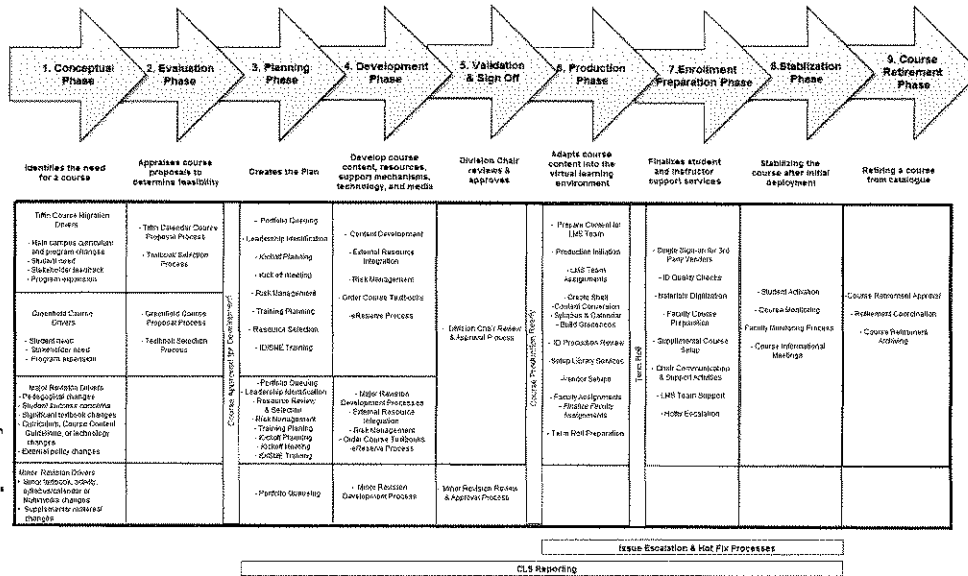 1. Conceptual
Phase
2. Evaluation
Phase
3. Planning
Phase
4. Development
Phase
5. Validation
& Sign Off
6. Production
Phase
7.Enrollment
Preparation Phase
8.Stablization
Phase
9. Course
Retirement Phase
Identifies the need
for a course
Appraises course
proposals to
determine feasibility
Creates the Plan
Develop course
content, resources,
support mechanisms,
technology, and media
Division Chair
reviews &
approves
Adapts course
content into the
virtual learning
environment
Finalizes student
and instructor
support services
Stablizing the
course after initial
deployment
Retiring a course
from catalogue
Tiffin Course Migration
Drivers
- Main campus curriculum
and program changes
- Student need
- Stakeholder feedback
- Program expansion
- Tiffin Calendar Course
Proposal Process
- Textbook Selection
Process
Course Approved for Development
- Portfolio Queuing
- Leadership Identification
- Kickoff Planning
- Kick off Meeting
- Risk Management
- Training Planning
- Resource Selection
- ID/SME Training
- Content Development
- External Resource
Integration
- Risk Management
- Order Course Textbooks
- eReserve Process
- Division Chair Review
& Approval Process
Course Production Ready
- Prepare Content for
LMS Team
- Production Initiation
- LMS Team
Assignments
- Create Shell
- Content Conversion
- Syllabus & Calendar
- Build Gradebook
- ID Production Review
- Setup Library Services
- Vendor Setups
- Faculty Assignments
- Finalize Faculty
Assignments
- Term Roll Preparation
Term Roll
- Single Sign-on for 3rd
Party Vendors
- ID Quality Checks
- Materials Digitization
- Faculty Course
Preparation
- Supplemental Course
Setup
- Chair Communication
& Support Activities
- LMS Team Support
- Hotfix Escalation
- Student Activation
- Course Monitoring
- Faculty Monitoring Process
- Course Informational
Meetings
- Course Retirement Approval
- Retirement Coordination
- Course Retirement
Archiving
Greenfield Course
Drivers
- Student need
- Stakeholder need
- Program expansion
- Greenfield Course
Proposal Process
- Textbook Selection
Process
Major Revision Drivers
- Pedagogical changes
- Student success concerns
- Significant textbook changes
- Curriculum, Course Content
Guidelines, or technology
changes
- External policy changes
- Portfolio Queuing
- Leadership Identification
- Resource Review
& Selection
- Risk Management
- Training Planning
- Kickoff Planning
- Kickoff Meeting
- ID/SME Training
- Major Revision
Development Processes
- External Resource
Integration
- Risk Management
- Order Course Textbooks
- eReserve Process
Minor Revision Drivers
changes
- Supplementary material
changes
- Portfolio Queuing
- Minor Revision
Development Process
- Minor Revision Review
& Approval Process
Issue Escalation & Hot Fix Processes
CLS Reporting